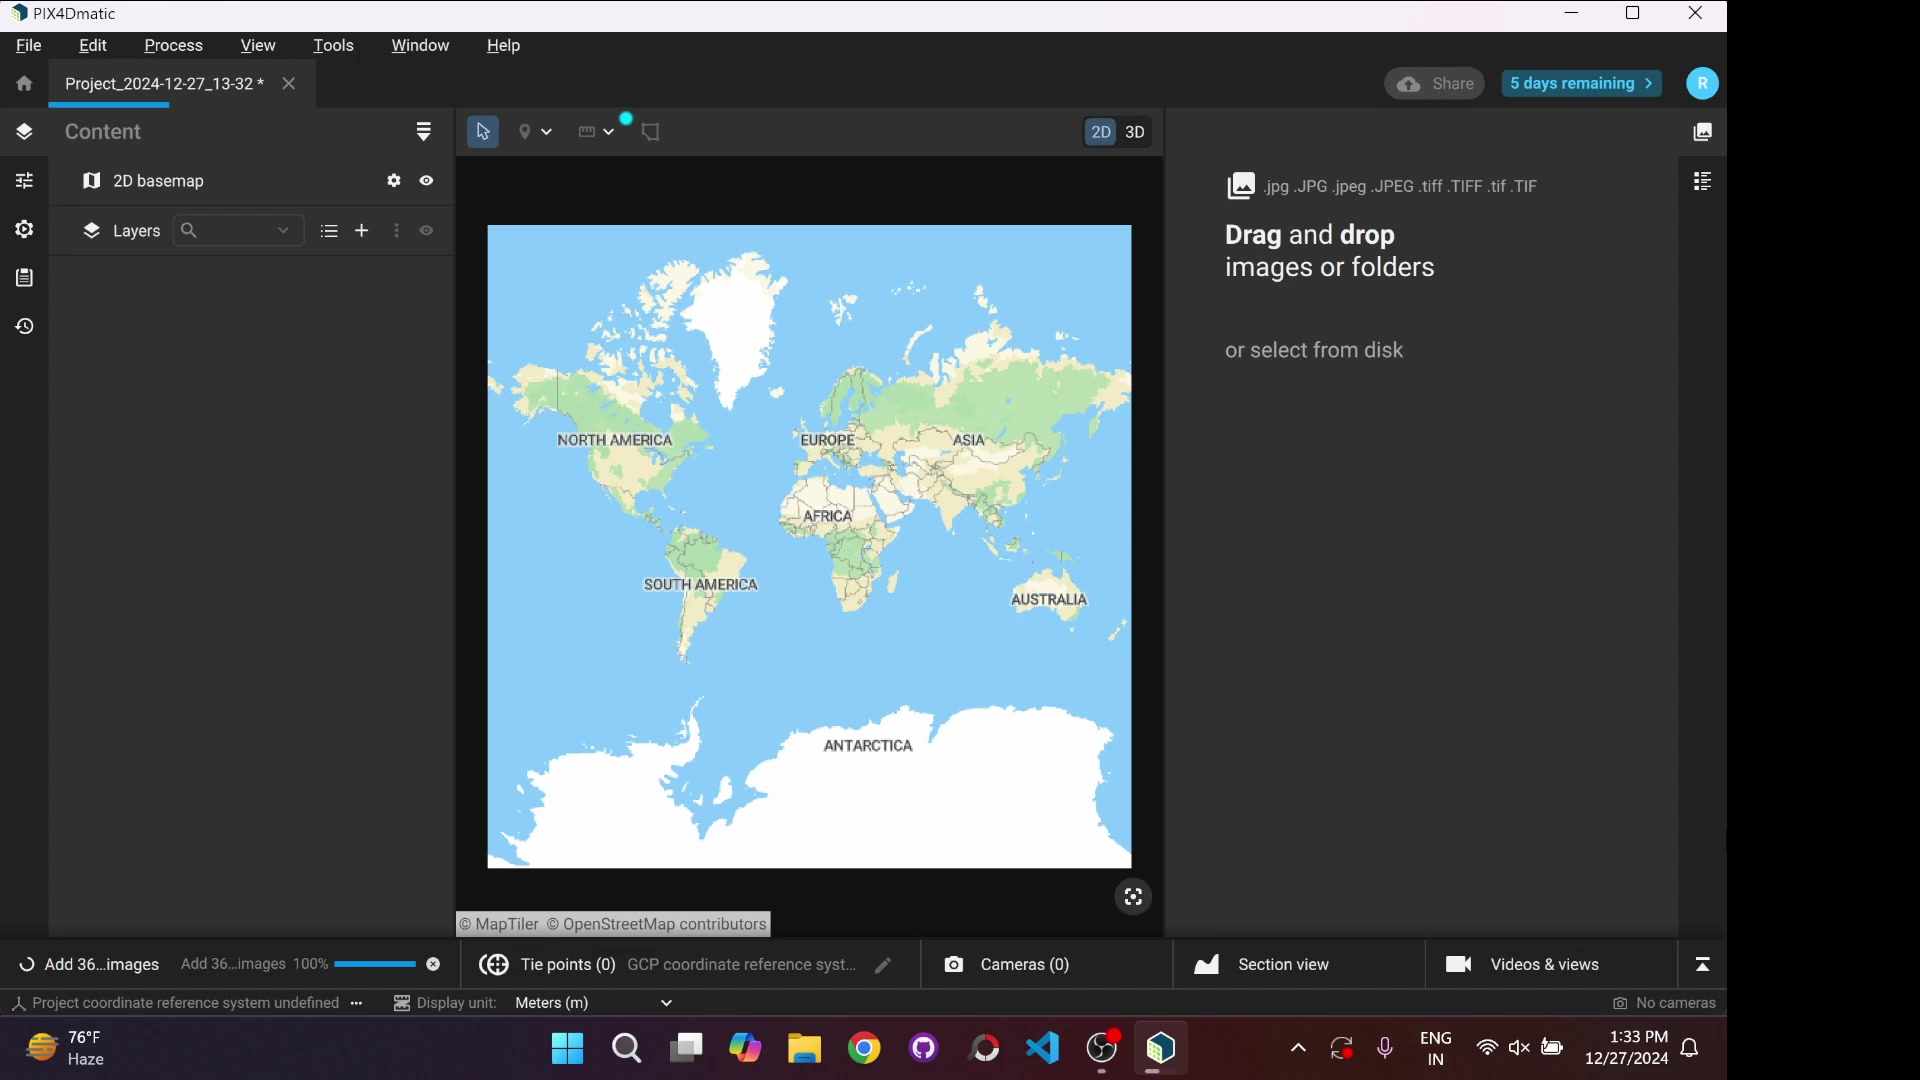 PIX4Dmatic
File Edit Process View Tools Window Help
Project_2024-12-27_13-32 *
Share
5 days remaining
R
Content
2D 3D
2D basemap
.jpg .JPG .jpeg .JPEG .tiff .TIFF .tif .TIF
Layers
Drag and drop
images or folders
or select from disk
NORTH AMERICA
EUROPE
ASIA
AFRICA
SOUTH AMERICA
AUSTRALIA
ANTARCTICA
© MapTiler © OpenStreetMap contributors
Add 36...images Add 36...images 100%
Tie points (0) GCP coordinate reference syst...
Cameras (0)
Section view
Videos & views
Project coordinate reference system undefined
Display unit: Meters (m)
No cameras
76°F
Haze
ENG
IN
1:33 PM
12/27/2024